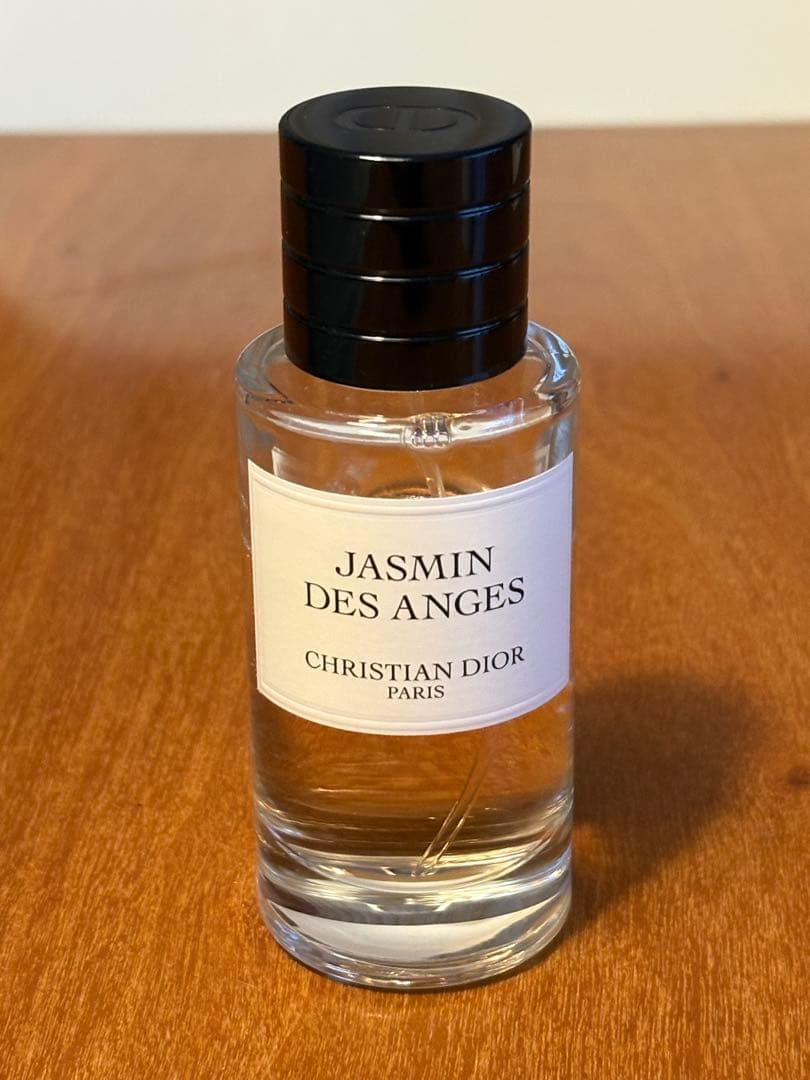 JASMIN
DES ANGES
CHRISTIAN DIOR
PARIS